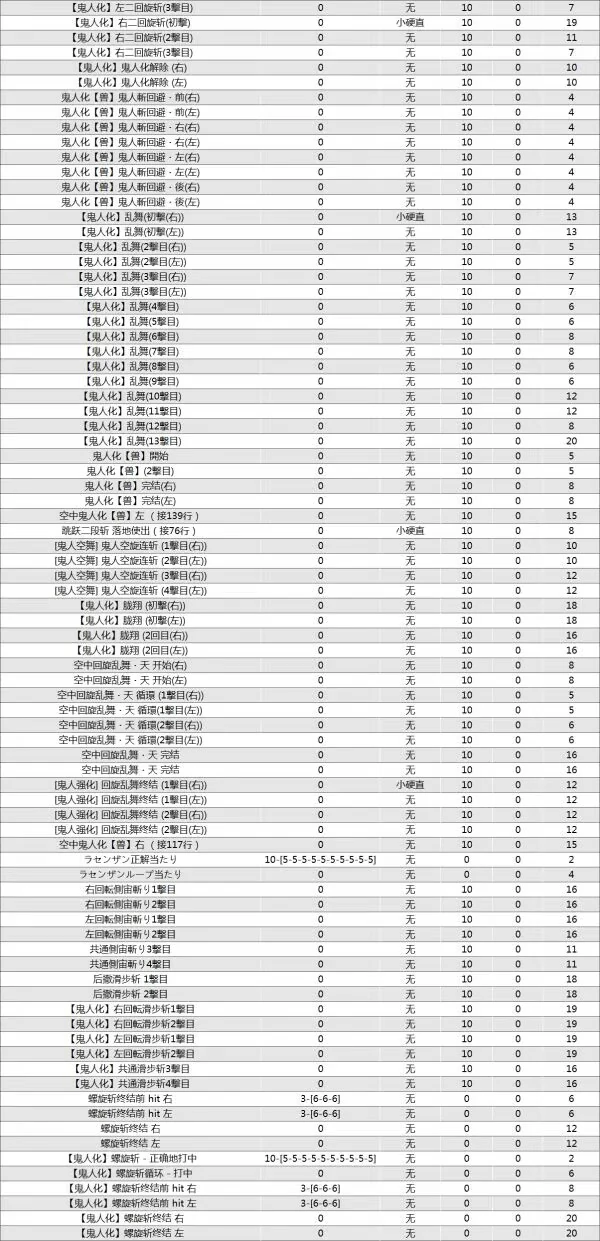 【鬼人化】左二回旋斩(3擊目) 0 无 10 0 7
【鬼人化】右二回旋斩(初擊) 0 小硬直 10 0 19
【鬼人化】右二回旋斩(2擊目) 0 无 10 0 11
【鬼人化】右二回旋斩(3擊目) 0 无 10 0 7
【鬼人化】鬼人化解除 (右) 0 无 10 0 10
【鬼人化】鬼人化解除 (左) 0 无 10 0 10
鬼人化【兽】鬼人斬回避・前(右) 0 无 10 0 4
鬼人化【兽】鬼人斬回避・前(左) 0 无 10 0 4
鬼人化【兽】鬼人斬回避・右(右) 0 无 10 0 4
鬼人化【兽】鬼人斬回避・右(左) 0 无 10 0 4
鬼人化【兽】鬼人斬回避・左(右) 0 无 10 0 4
鬼人化【兽】鬼人斬回避・左(左) 0 无 10 0 4
鬼人化【兽】鬼人斬回避・後(右) 0 无 10 0 4
鬼人化【兽】鬼人斬回避・後(左) 0 无 10 0 4
【鬼人化】乱舞(初擊(右)) 0 小硬直 10 0 13
【鬼人化】乱舞(初擊(左)) 0 无 10 0 13
【鬼人化】乱舞(2擊目(右)) 0 无 10 0 5
【鬼人化】乱舞(2擊目(左)) 0 无 10 0 5
【鬼人化】乱舞(3擊目(右)) 0 无 10 0 7
【鬼人化】乱舞(3擊目(左)) 0 无 10 0 7
【鬼人化】乱舞(4擊目) 0 无 10 0 6
【鬼人化】乱舞(5擊目) 0 无 10 0 6
【鬼人化】乱舞(6擊目) 0 无 10 0 8
【鬼人化】乱舞(7擊目) 0 无 10 0 8
【鬼人化】乱舞(8擊目) 0 无 10 0 6
【鬼人化】乱舞(9擊目) 0 无 10 0 6
【鬼人化】乱舞(10擊目) 0 无 10 0 12
【鬼人化】乱舞(11擊目) 0 无 10 0 12
【鬼人化】乱舞(12擊目) 0 无 10 0 8
【鬼人化】乱舞(13擊目) 0 无 10 0 20
鬼人化【兽】開始 0 无 10 0 5
鬼人化【兽】(2擊目) 0 无 10 0 5
鬼人化【兽】完结(右) 0 无 10 0 8
鬼人化【兽】完结(左) 0 无 10 0 8
空中鬼人化【兽】左（接139行） 0 无 10 0 15
跳跃二段斩 落地使出（接76行） 0 小硬直 10 0 8
[鬼人空舞] 鬼人空旋连斩 (1擊目(右)) 0 无 10 0 10
[鬼人空舞] 鬼人空旋连斩 (2擊目(左)) 0 无 10 0 10
[鬼人空舞] 鬼人空旋连斩 (3擊目(右)) 0 无 10 0 12
[鬼人空舞] 鬼人空旋连斩 (4擊目(左)) 0 无 10 0 12
【鬼人化】朧翔 (初擊(右)) 0 无 10 0 18
【鬼人化】朧翔 (初擊(左)) 0 无 10 0 18
【鬼人化】朧翔 (2回目(右)) 0 无 10 0 16
【鬼人化】朧翔 (2回目(左)) 0 无 10 0 16
空中回旋乱舞・天 开始(右) 0 无 10 0 8
空中回旋乱舞・天 开始(左) 0 无 10 0 8
空中回旋乱舞・天 循環 (1擊目(右)) 0 无 10 0 5
空中回旋乱舞・天 循環(1擊目(左)) 0 无 10 0 5
空中回旋乱舞・天 循環(2擊目(右)) 0 无 10 0 6
空中回旋乱舞・天 循環(2擊目(左)) 0 无 10 0 6
空中回旋乱舞・天 完结 0 无 10 0 16
空中回旋乱舞・天 完结 0 无 10 0 16
[鬼人强化] 回旋乱舞终结 (1擊目(右)) 0 小硬直 10 0 12
[鬼人强化] 回旋乱舞终结 (1擊目(左)) 0 无 10 0 12
[鬼人强化] 回旋乱舞终结 (2擊目(右)) 0 无 10 0 12
[鬼人强化] 回旋乱舞终结 (2擊目(左)) 0 无 10 0 12
空中鬼人化【兽】右（接117行） 0 无 10 0 15
ラセンザン正解当たり 10-[5-5-5-5-5-5-5-5-5-5] 无 0 0 2
ラセンザンループ当たり 0 无 0 0 4
右回転側宙斬り1擊目 0 无 10 0 16
右回転側宙斬り2擊目 0 无 10 0 16
左回転側宙斬り1擊目 0 无 10 0 16
左回転側宙斬り2擊目 0 无 10 0 16
共通側宙斬り3擊目 0 无 10 0 11
共通側宙斬り4擊目 0 无 10 0 11
后撤滑步斩 1擊目 0 无 10 0 18
后撤滑步斩 2擊目 0 无 10 0 18
【鬼人化】右回転滑步斩1擊目 0 无 10 0 19
【鬼人化】右回転滑步斩2擊目 0 无 10 0 19
【鬼人化】左回転滑步斩1擊目 0 无 10 0 19
【鬼人化】左回転滑步斩2擊目 0 无 10 0 19
【鬼人化】共通滑步斩3擊目 0 无 10 0 16
【鬼人化】共通滑步斩4擊目 0 无 10 0 16
螺旋斩终结前 hit 右 3-[6-6-6] 无 0 0 6
螺旋斩终结前 hit 左 3-[6-6-6] 无 0 0 6
螺旋斩终结 右 0 无 0 0 12
螺旋斩终结 左 0 无 0 0 12
【鬼人化】螺旋斩 - 正确地打中 10-[5-5-5-5-5-5-5-5-5-5] 无 0 0 2
【鬼人化】螺旋斩循环 - 打中 0 无 0 0 6
【鬼人化】螺旋斩终结前 hit 右 3-[6-6-6] 无 0 0 8
【鬼人化】螺旋斩终结前 hit 左 3-[6-6-6] 无 0 0 8
【鬼人化】螺旋斩终结 右 0 无 0 0 20
【鬼人化】螺旋斩终结 左 0 无 0 0 20